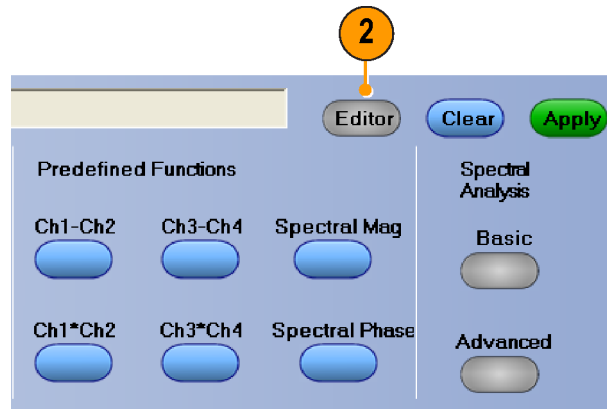 2
Editor Clear Apply
Predefined Functions Spectral
Analysis
Ch1-Ch2 Ch3-Ch4 Spectral Mag Basic
Ch1*Ch2 Ch3*Ch4 Spectral Phase Advanced